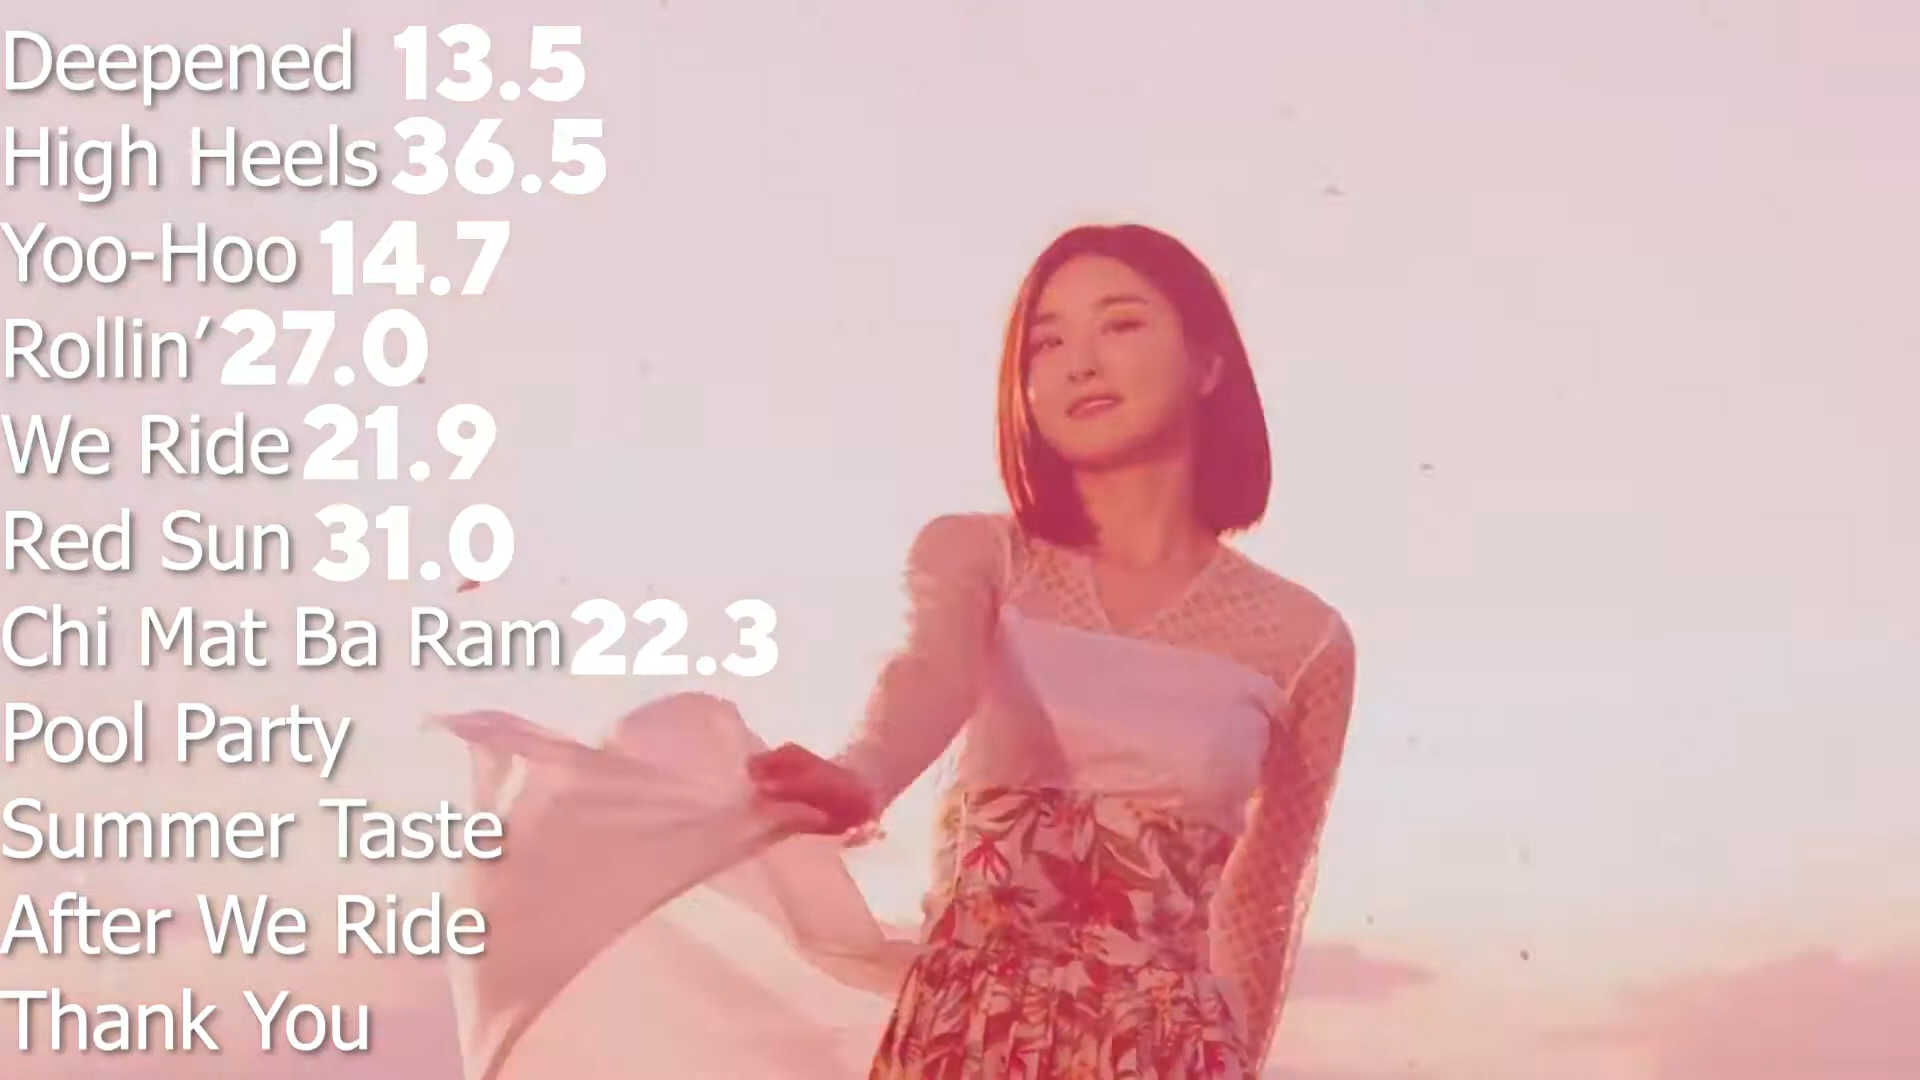 Deepened 13.5
High Heels 36.5
Yoo-Hoo 14.7
Rollin’ 27.0
We Ride 21.9
Red Sun 31.0
Chi Mat Ba Ram 22.3
Pool Party
Summer Taste
After We Ride
Thank You